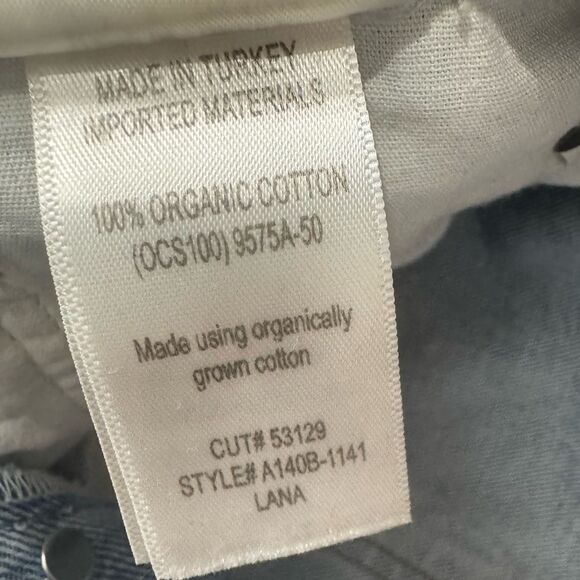 MADE IN TURKEY
IMPORTED MATERIALS
100% ORGANIC COTTON
(OCS100) 9575A-50
Made using organically
grown cotton
CUT# 53129
STYLE# A140B-1141
LANA